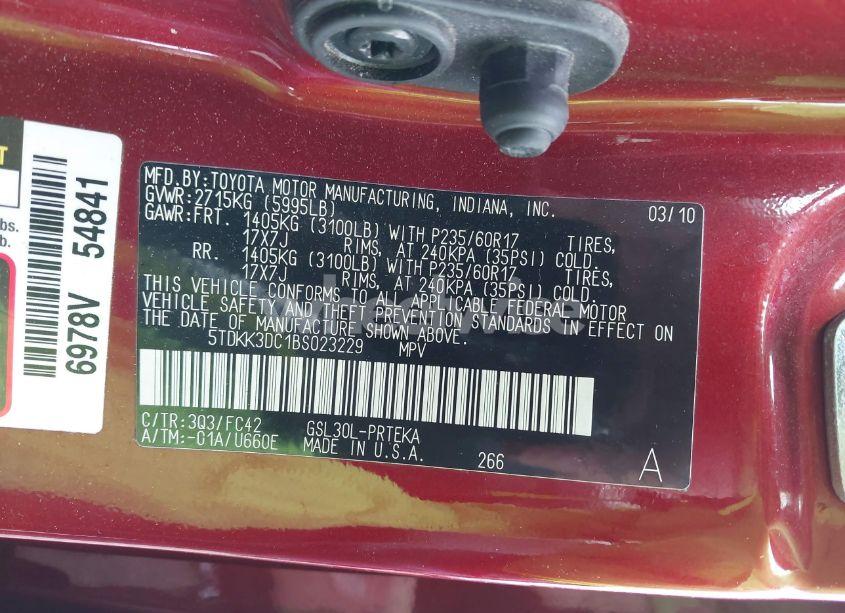 T
bs.
b.
6978V 54841
MFD.BY:TOYOTA MOTOR MANUFACTURING, INDIANA, INC. 03/10
GVWR:2715KG (5995LB)
GAWR:FRT. 1405KG (3100LB) WITH P235/60R17 TIRES,
17X7J RIMS, AT 240KPA (35PSI) COLD.
RR. 1405KG (3100LB) WITH P235/60R17 TIRES,
17X7J RIMS, AT 240KPA (35PSI) COLD.
THIS VEHICLE CONFORMS TO ALL APPLICABLE FEDERAL MOTOR
VEHICLE SAFETY AND THEFT PREVENTION STANDARDS IN EFFECT ON
THE DATE OF MANUFACTURE SHOWN ABOVE.
5TDKK3DC1BS023229 MPV
C/TR:3Q3/FC42 GSL30L-PRTEKA
A/TM:-01A/U660E MADE IN U.S.A. 266 A